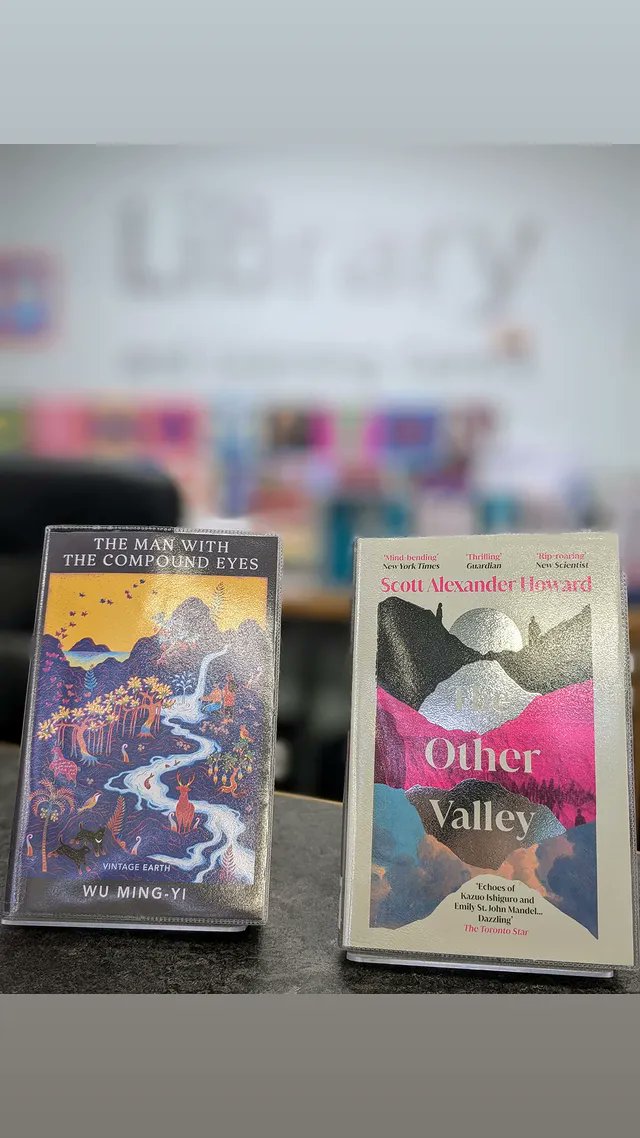 Library
THE MAN WITH
THE COMPOUND EYES
VINTAGE EARTH
WU MING-YI
'Mind-bending'
New York Times
'Thrilling'
Guardian
'Rip-roaring'
New Scientist
Scott Alexander Howard
The
Other
Valley
'Echoes of
Kazuo Ishiguro and
Emily St. John Mandel...
Dazzling'
The Toronto Star